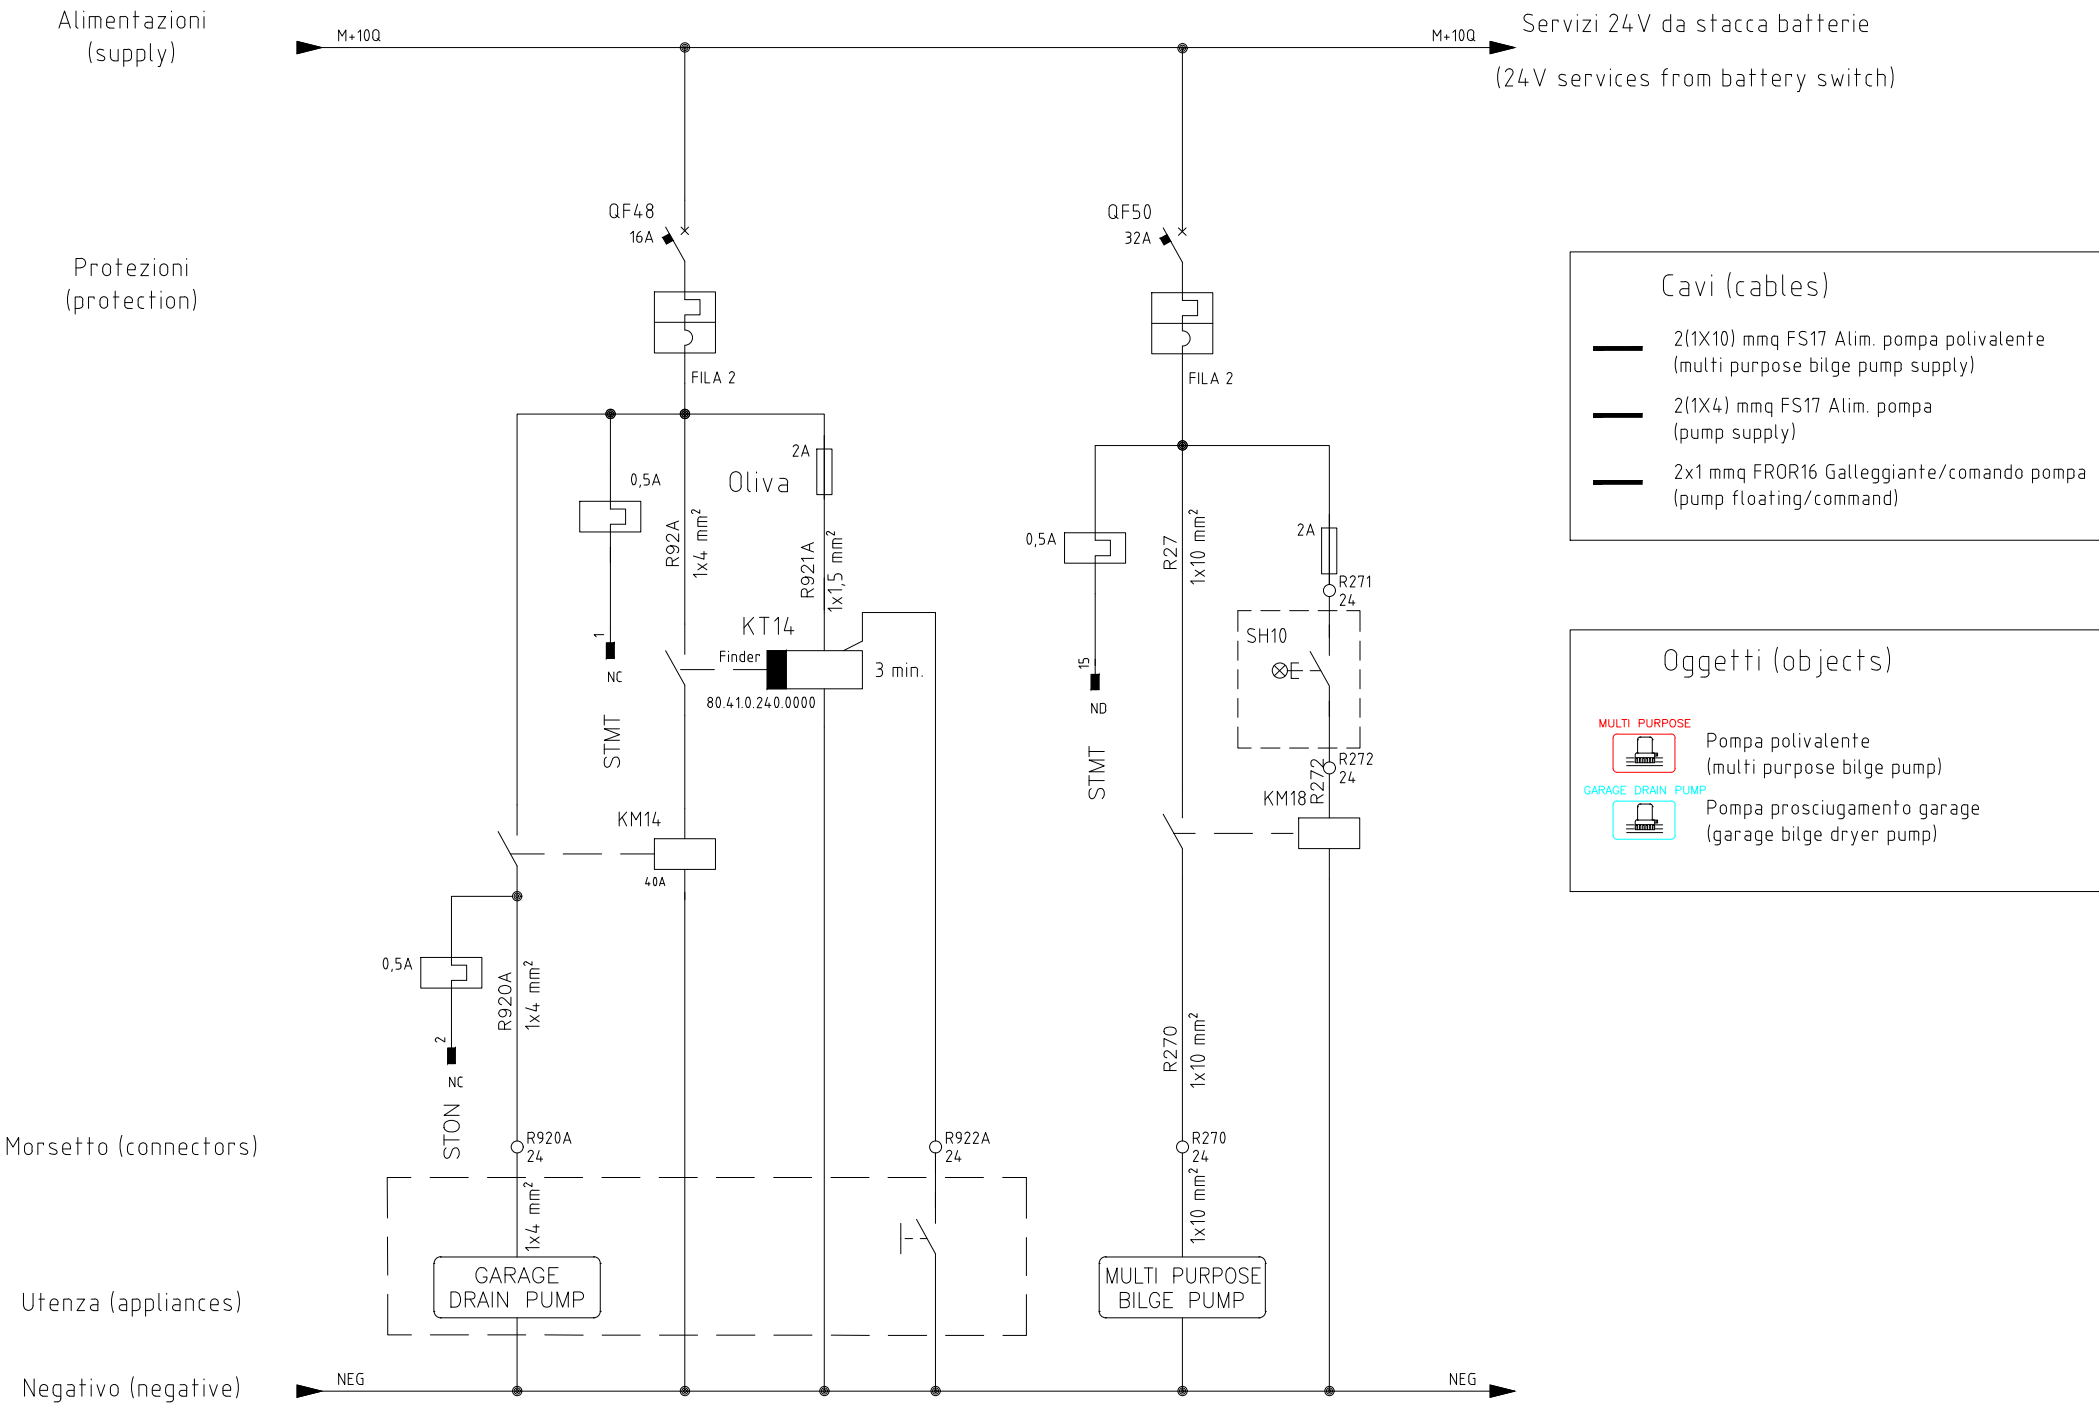 Alimentazioni
(supply)
M+10Q
M+10Q
Servizi 24V da stacca batterie
(24V services from battery switch)
Protezioni
(protection)
QF48
16A
FILA 2
QF50
32A
FILA 2
Cavi (cables)
2(1X10) mmq FS17 Alim. pompa polivalente
(multi purpose bilge pump supply)
2(1X4) mmq FS17 Alim. pompa
(pump supply)
2x1 mmq FROR16 Galleggiante/comando pompa
(pump floating/command)
0,5A
R92A
1x4 mm²
2A
Oliva
R921A
1x1,5 mm²
1
NC
STMT
KT14
Finder
80.41.0.240.0000
3 min.
KM14
40A
0,5A
R920A
1x4 mm²
2
NC
STON
0,5A
15
ND
STMT
R27
1x10 mm²
2A
R271
24
SH10
R272
24
R272
KM18
R270
1x10 mm²
Oggetti (objects)
MULTI PURPOSE
Pompa polivalente
(multi purpose bilge pump)
GARAGE DRAIN PUMP
Pompa prosciugamento garage
(garage bilge dryer pump)
Morsetto (connectors)
R920A
24
R922A
24
R270
24
1x4 mm²
1x10 mm²
Utenza (appliances)
GARAGE
DRAIN PUMP
MULTI PURPOSE
BILGE PUMP
Negativo (negative)
NEG
NEG